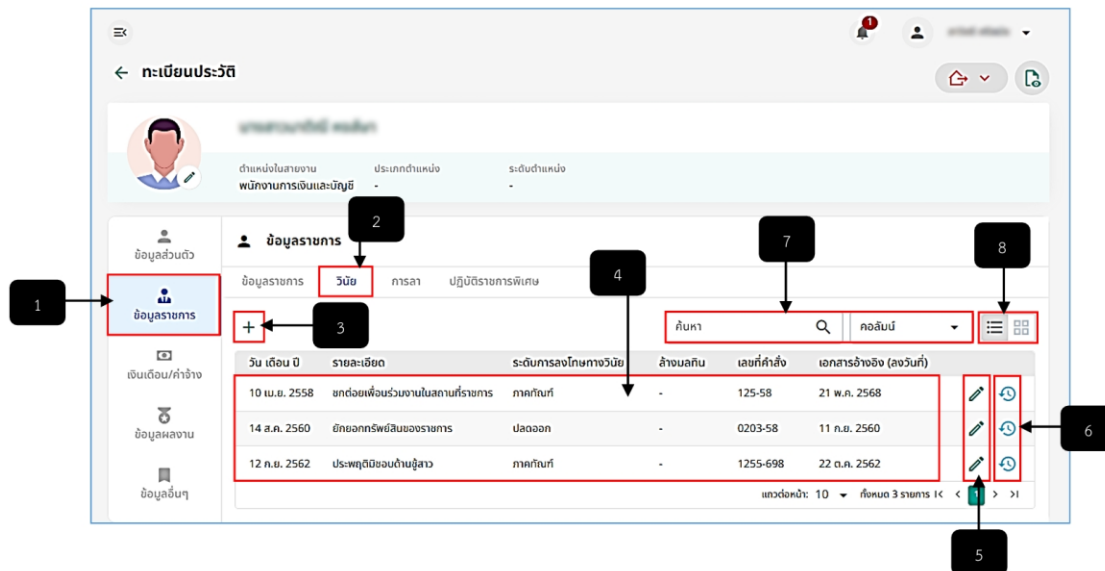 1
ทะเบียนประวัติ
ตำแหน่งในสายงาน ประเภทตำแหน่ง ระดับตำแหน่ง
พนักงานการเงินและบัญชี - -
2
ข้อมูลส่วนตัว
ข้อมูลราชการ
7
8
1
ข้อมูลราชการ
ข้อมูลราชการ วินัย การลา ปฏิบัติราชการพิเศษ
4
3
ค้นหา คอลัมน์
เงินเดือน/ค่าจ้าง
วัน เดือน ปี รายละเอียด ระดับการลงโทษทางวินัย ล้างมลทิน เลขที่คำสั่ง เอกสารอ้างอิง (ลงวันที่)
10 เม.ย. 2558 ชกต่อยเพื่อนร่วมงานในสถานที่ราชการ ภาคทัณฑ์ - 125-58 21 พ.ค. 2568
14 ส.ค. 2560 ยักยอกทรัพย์สินของราชการ ปลดออก - 0203-58 11 ก.ย. 2560
12 ก.ย. 2562 ประพฤติมิชอบด้านชู้สาว ภาคทัณฑ์ - 1255-698 22 ต.ค. 2562
6
ข้อมูลผลงาน
ข้อมูลอื่นๆ
แถวต่อหน้า: 10 ทั้งหมด 3 รายการ 1
5